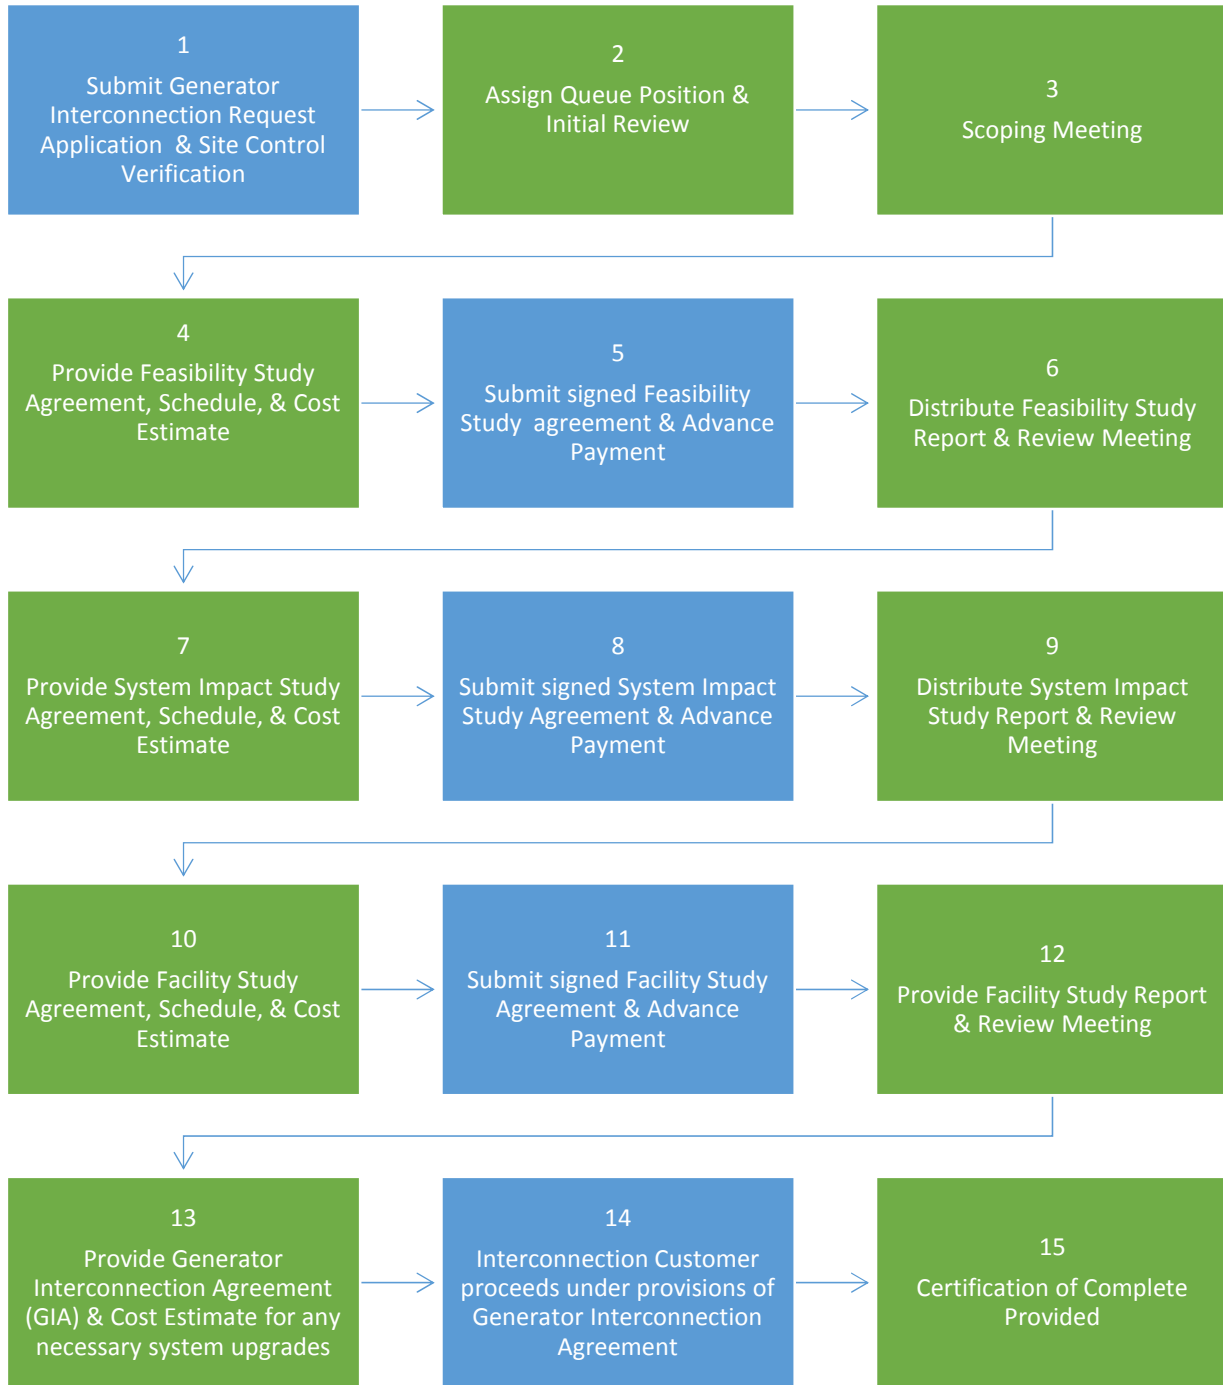 1
Submit Generator
Interconnection Request
Application & Site Control
Verification
2
Assign Queue Position &
Initial Review
3
Scoping Meeting
4
Provide Feasibility Study
Agreement, Schedule, & Cost
Estimate
5
Submit signed Feasibility
Study agreement & Advance
Payment
6
Distribute Feasibility Study
Report & Review Meeting
7
Provide System Impact Study
Agreement, Schedule, & Cost
Estimate
8
Submit signed System Impact
Study Agreement & Advance
Payment
9
Distribute System Impact
Study Report & Review
Meeting
10
Provide Facility Study
Agreement, Schedule, & Cost
Estimate
11
Submit signed Facility Study
Agreement & Advance
Payment
12
Provide Facility Study Report
& Review Meeting
13
Provide Generator
Interconnection Agreement
(GIA) & Cost Estimate for any
necessary system upgrades
14
Interconnection Customer
proceeds under provisions of
Generator Interconnection
Agreement
15
Certification of Complete
Provided